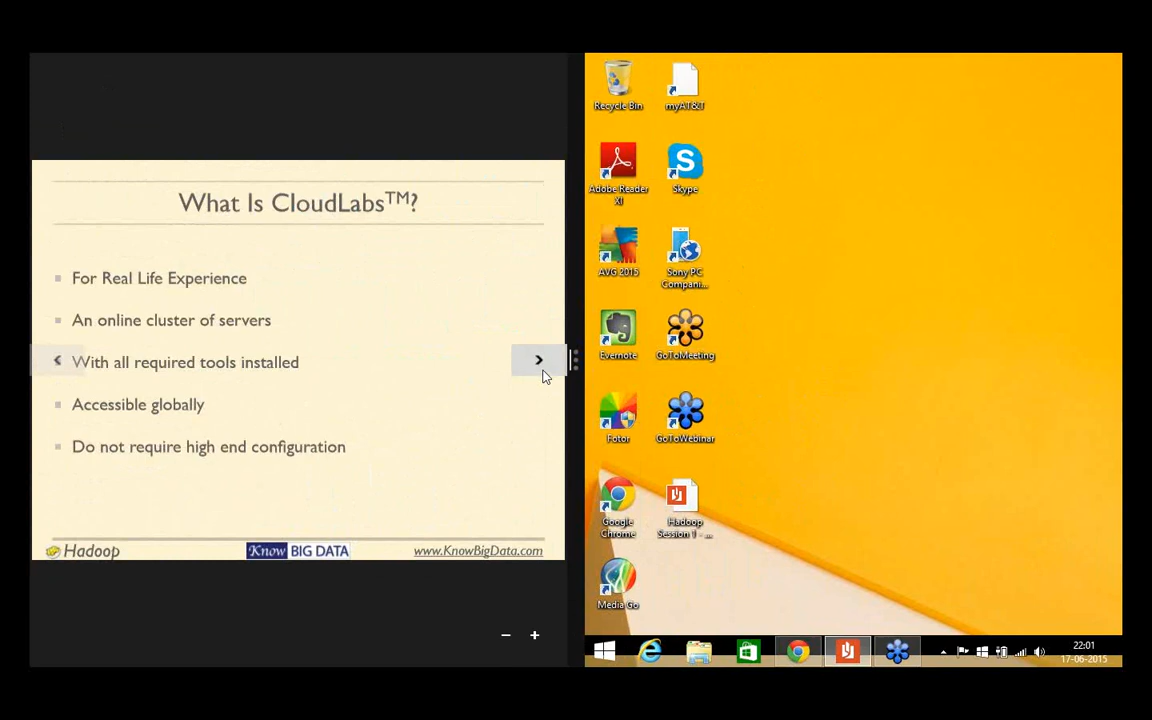 What Is CloudLabs™?
For Real Life Experience
An online cluster of servers
With all required tools installed
Accessible globally
Do not require high end configuration
Hadoop
Know BIG DATA
www.KnowBigData.com
Recycle Bin
myAT&T
Adobe Reader XI
Skype
AVG 2015
Sony PC Compani...
Evernote
GoToMeeting
Fotor
GoToWebinar
Google Chrome
Hadoop Session 1 - ...
Media Go
22:01
17-06-2015